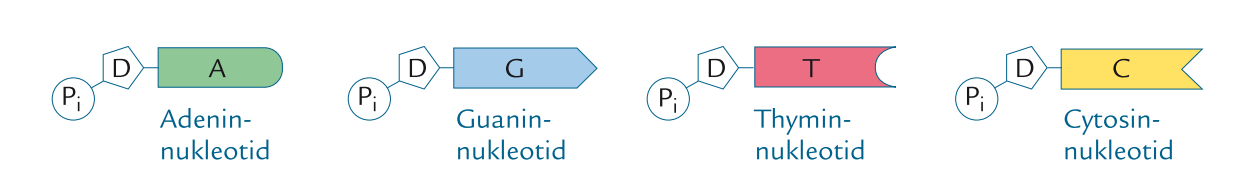 Pi D A
Adenin-
nukleotid
Pi D G
Guanin-
nukleotid
Pi D T
Thymin-
nukleotid
Pi D C
Cytosin-
nukleotid